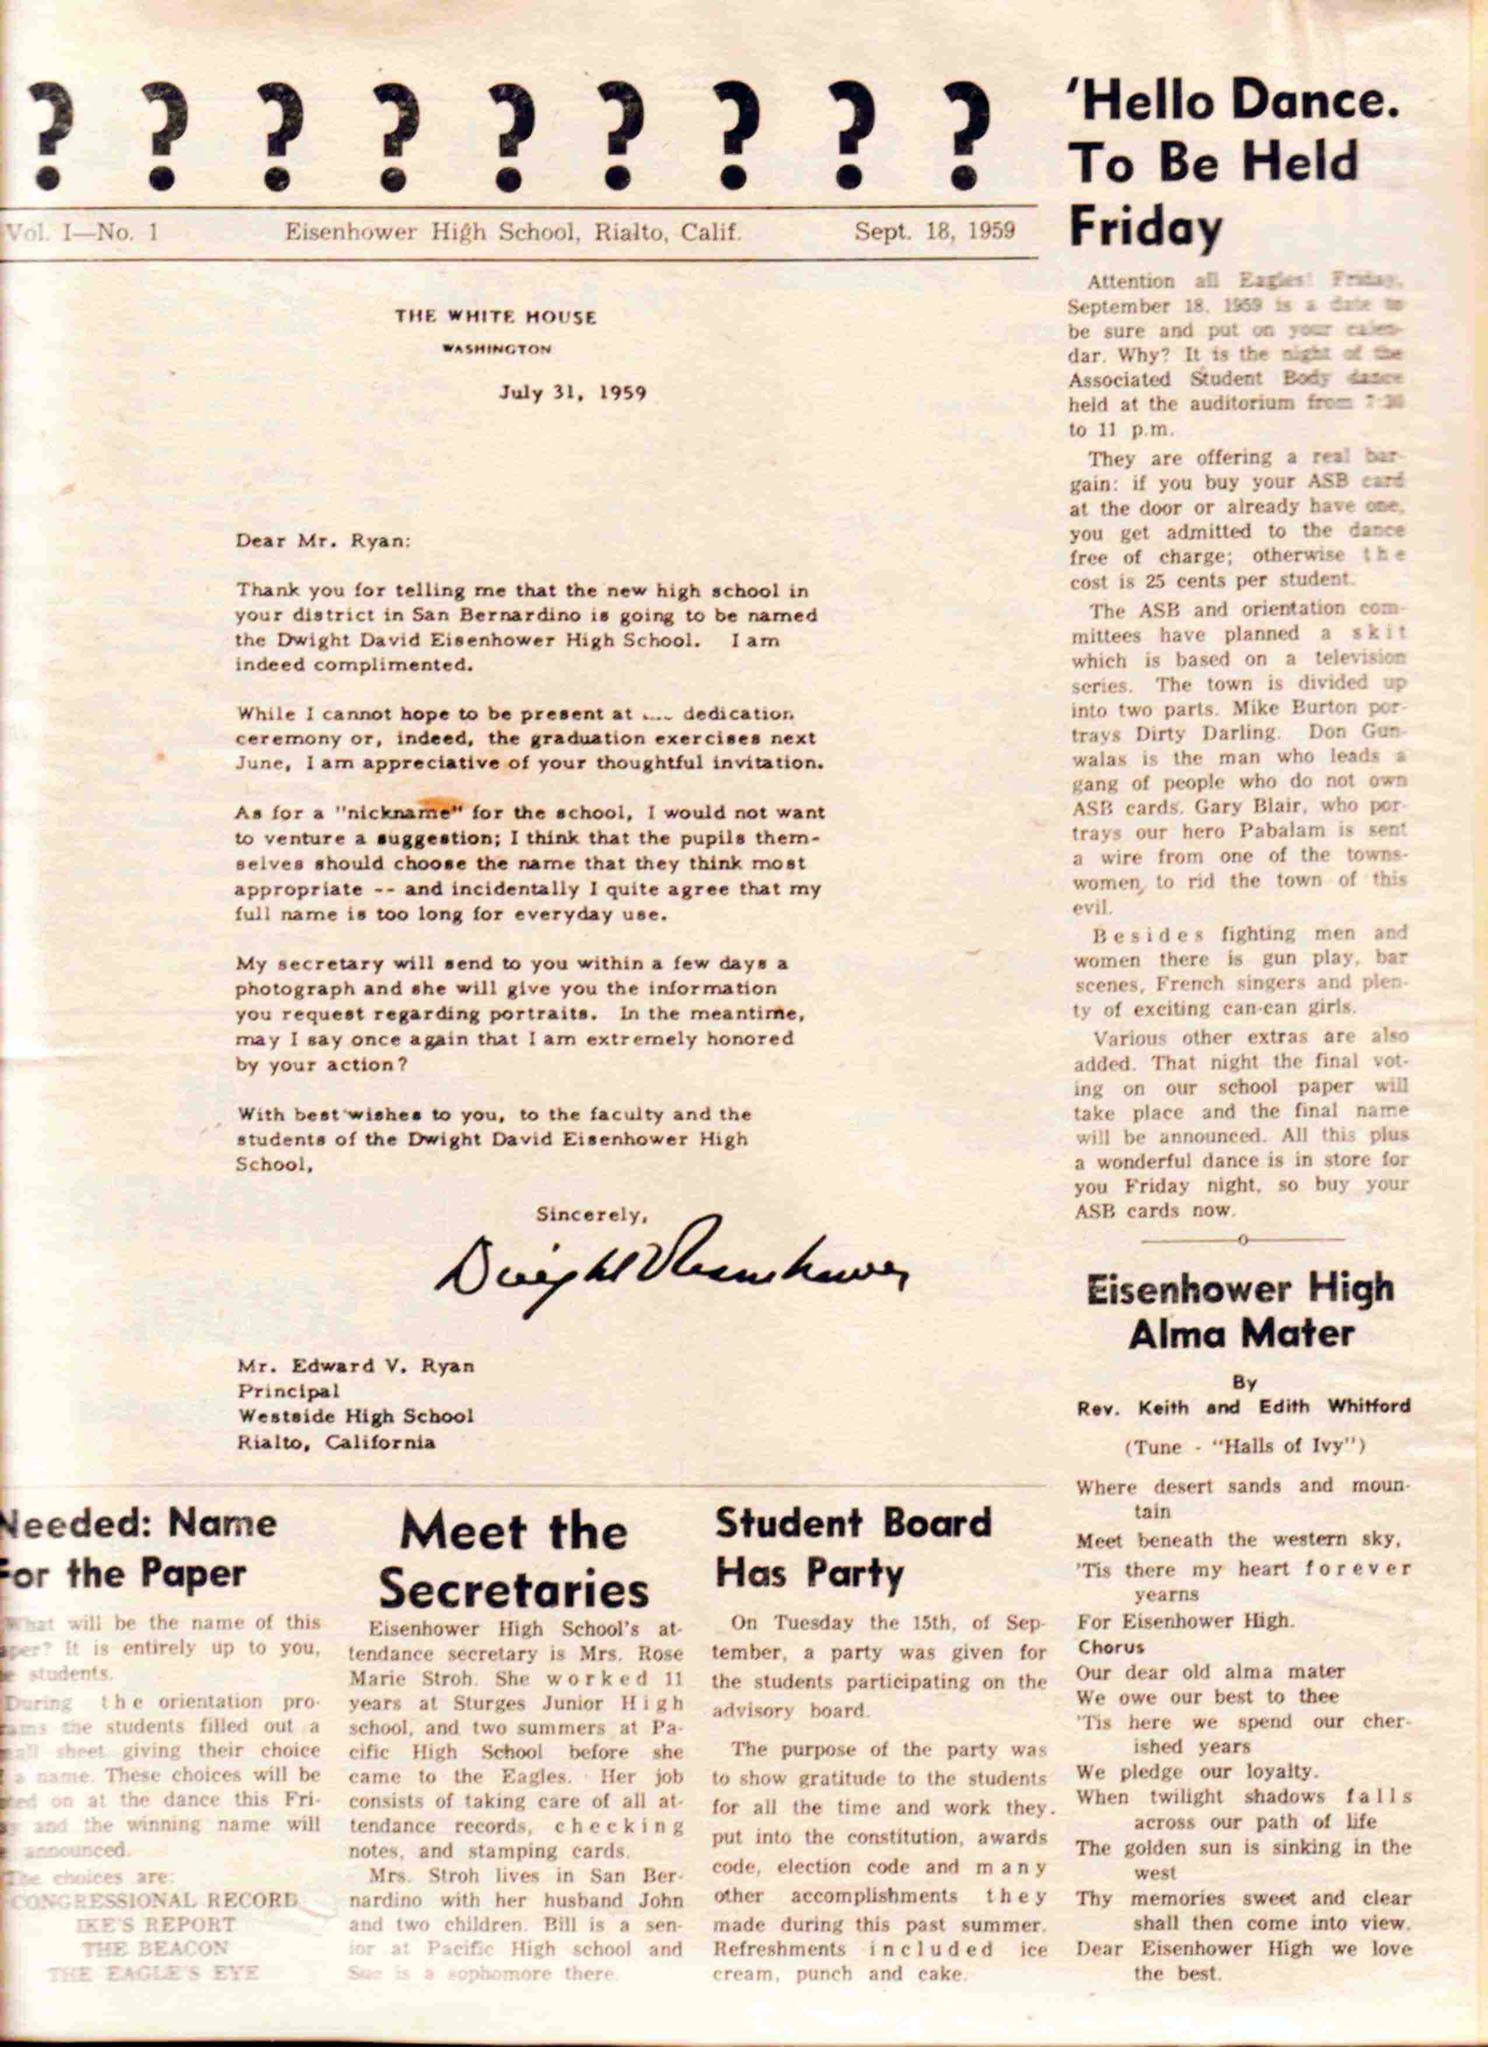 ? ? ? ? ? ? ? ? ?
Vol. I—No. 1 Eisenhower High School, Rialto, Calif. Sept. 18, 1959
THE WHITE HOUSE
WASHINGTON
July 31, 1959
Dear Mr. Ryan:
Thank you for telling me that the new high school in
your district in San Bernardino is going to be named
the Dwight David Eisenhower High School. I am
indeed complimented.
While I cannot hope to be present at dedication
ceremony or, indeed, the graduation exercises next
June, I am appreciative of your thoughtful invitation.
As for a "nickname" for the school, I would not want
to venture a suggestion; I think that the pupils them-
selves should choose the name that they think most
appropriate -- and incidentally I quite agree that my
full name is too long for everyday use.
My secretary will send to you within a few days a
photograph and she will give you the information
you request regarding portraits. In the meantime,
may I say once again that I am extremely honored
by your action?
With best wishes to you, to the faculty and the
students of the Dwight David Eisenhower High
School,
Sincerely,
Dwight D Eisenhower
Mr. Edward V. Ryan
Principal
Westside High School
Rialto, California
'Hello Dance.
To Be Held
Friday
Attention all Eagles! Friday,
September 18, 1959 is a date to
be sure and put on your calen-
dar. Why? It is the night of the
Associated Student Body dance
held at the auditorium from 7:30
to 11 p.m.
They are offering a real bar-
gain: if you buy your ASB card
at the door or already have one,
you get admitted to the dance
free of charge; otherwise the
cost is 25 cents per student.
The ASB and orientation com-
mittees have planned a skit
which is based on a television
series. The town is divided up
into two parts. Mike Burton por-
trays Dirty Darling. Don Gun-
walas is the man who leads a
gang of people who do not own
ASB cards. Gary Blair, who por-
trays our hero Pabalam is sent
a wire from one of the towns-
women, to rid the town of this
evil.
Besides fighting men and
women there is gun play, bar
scenes, French singers and plen-
ty of exciting can-can girls.
Various other extras are also
added. That night the final vot-
ing on our school paper will
take place and the final name
will be announced. All this plus
a wonderful dance is in store for
you Friday night, so buy your
ASB cards now.
Eisenhower High
Alma Mater
By
Rev. Keith and Edith Whitford
(Tune - "Halls of Ivy")
Where desert sands and moun-
tain
Meet beneath the western sky,
'Tis there my heart forever
yearns
For Eisenhower High.
Chorus
Our dear old alma mater
We owe our best to thee
'Tis here we spend our cher-
ished years
We pledge our loyalty.
When twilight shadows falls
across our path of life
The golden sun is sinking in the
west
Thy memories sweet and clear
shall then come into view.
Dear Eisenhower High we love
the best.
Needed: Name
For the Paper
What will be the name of this
paper? It is entirely up to you,
students.
During the orientation pro-
the students filled out a
sheet giving their choice
a name. These choices will be
on at the dance this Fri-
and the winning name will
announced.
The choices are:
CONGRESSIONAL RECORD
IKE'S REPORT
THE BEACON
THE EAGLE'S EYE
Meet the
Secretaries
Eisenhower High School's at-
tendance secretary is Mrs. Rose
Marie Stroh. She worked 11
years at Sturges Junior High
school, and two summers at Pa-
cific High School before she
came to the Eagles. Her job
consists of taking care of all at-
tendance records, checking
notes, and stamping cards.
Mrs. Stroh lives in San Ber-
nardino with her husband John
and two children. Bill is a sen-
ior at Pacific High school and
Sue is a sophomore there.
Student Board
Has Party
On Tuesday the 15th, of Sep-
tember, a party was given for
the students participating on the
advisory board.
The purpose of the party was
to show gratitude to the students
for all the time and work they.
put into the constitution, awards
code, election code and many
other accomplishments they
made during this past summer.
Refreshments included ice
cream, punch and cake.